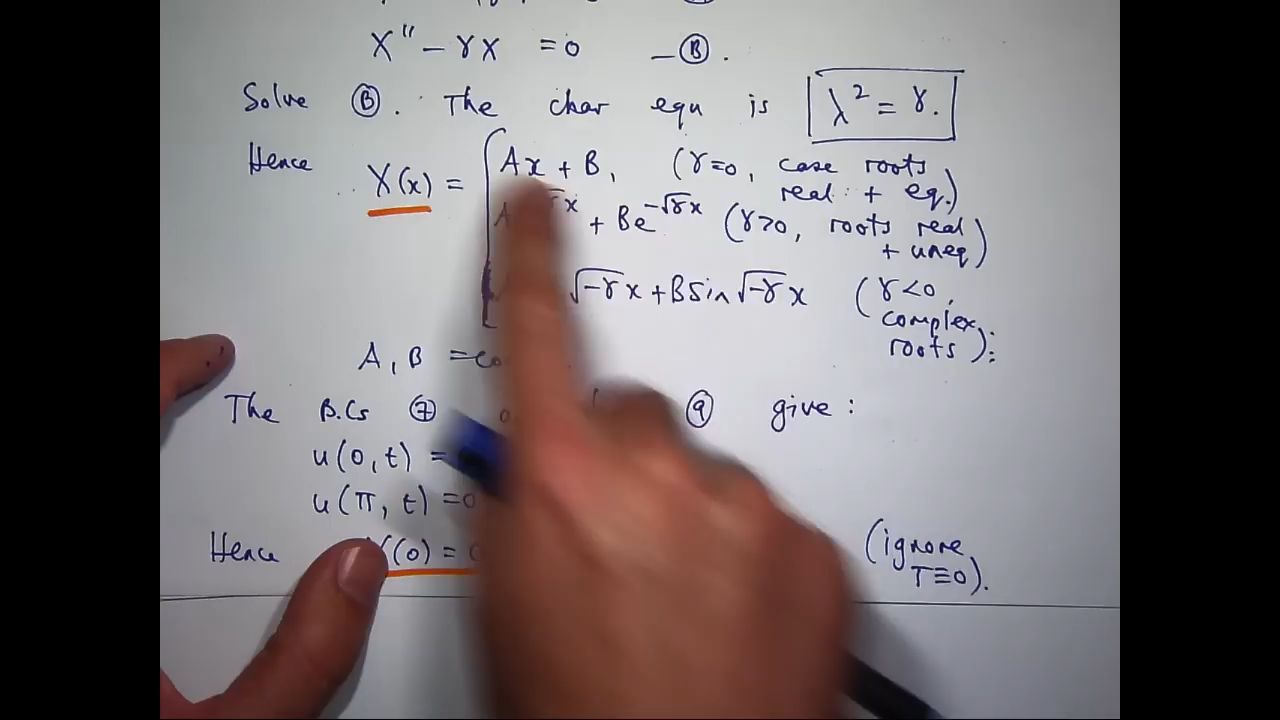 X'' − γX = 0 — Ⓑ.
Solve Ⓑ. The char equ is λ² = γ.
Hence X(x) = { Ax + B, (γ=0, case roots real + eq.)
+ Be^{-√γx} (γ>0, roots real + uneq)
√-γ x + B sin √-γ x (γ<0, complex roots):
A, B =
The B.Cs ⑦ ⑨ give:
u(0,t) =
u(π, t) = 0
Hence X(0) = 0 (ignore T≡0).